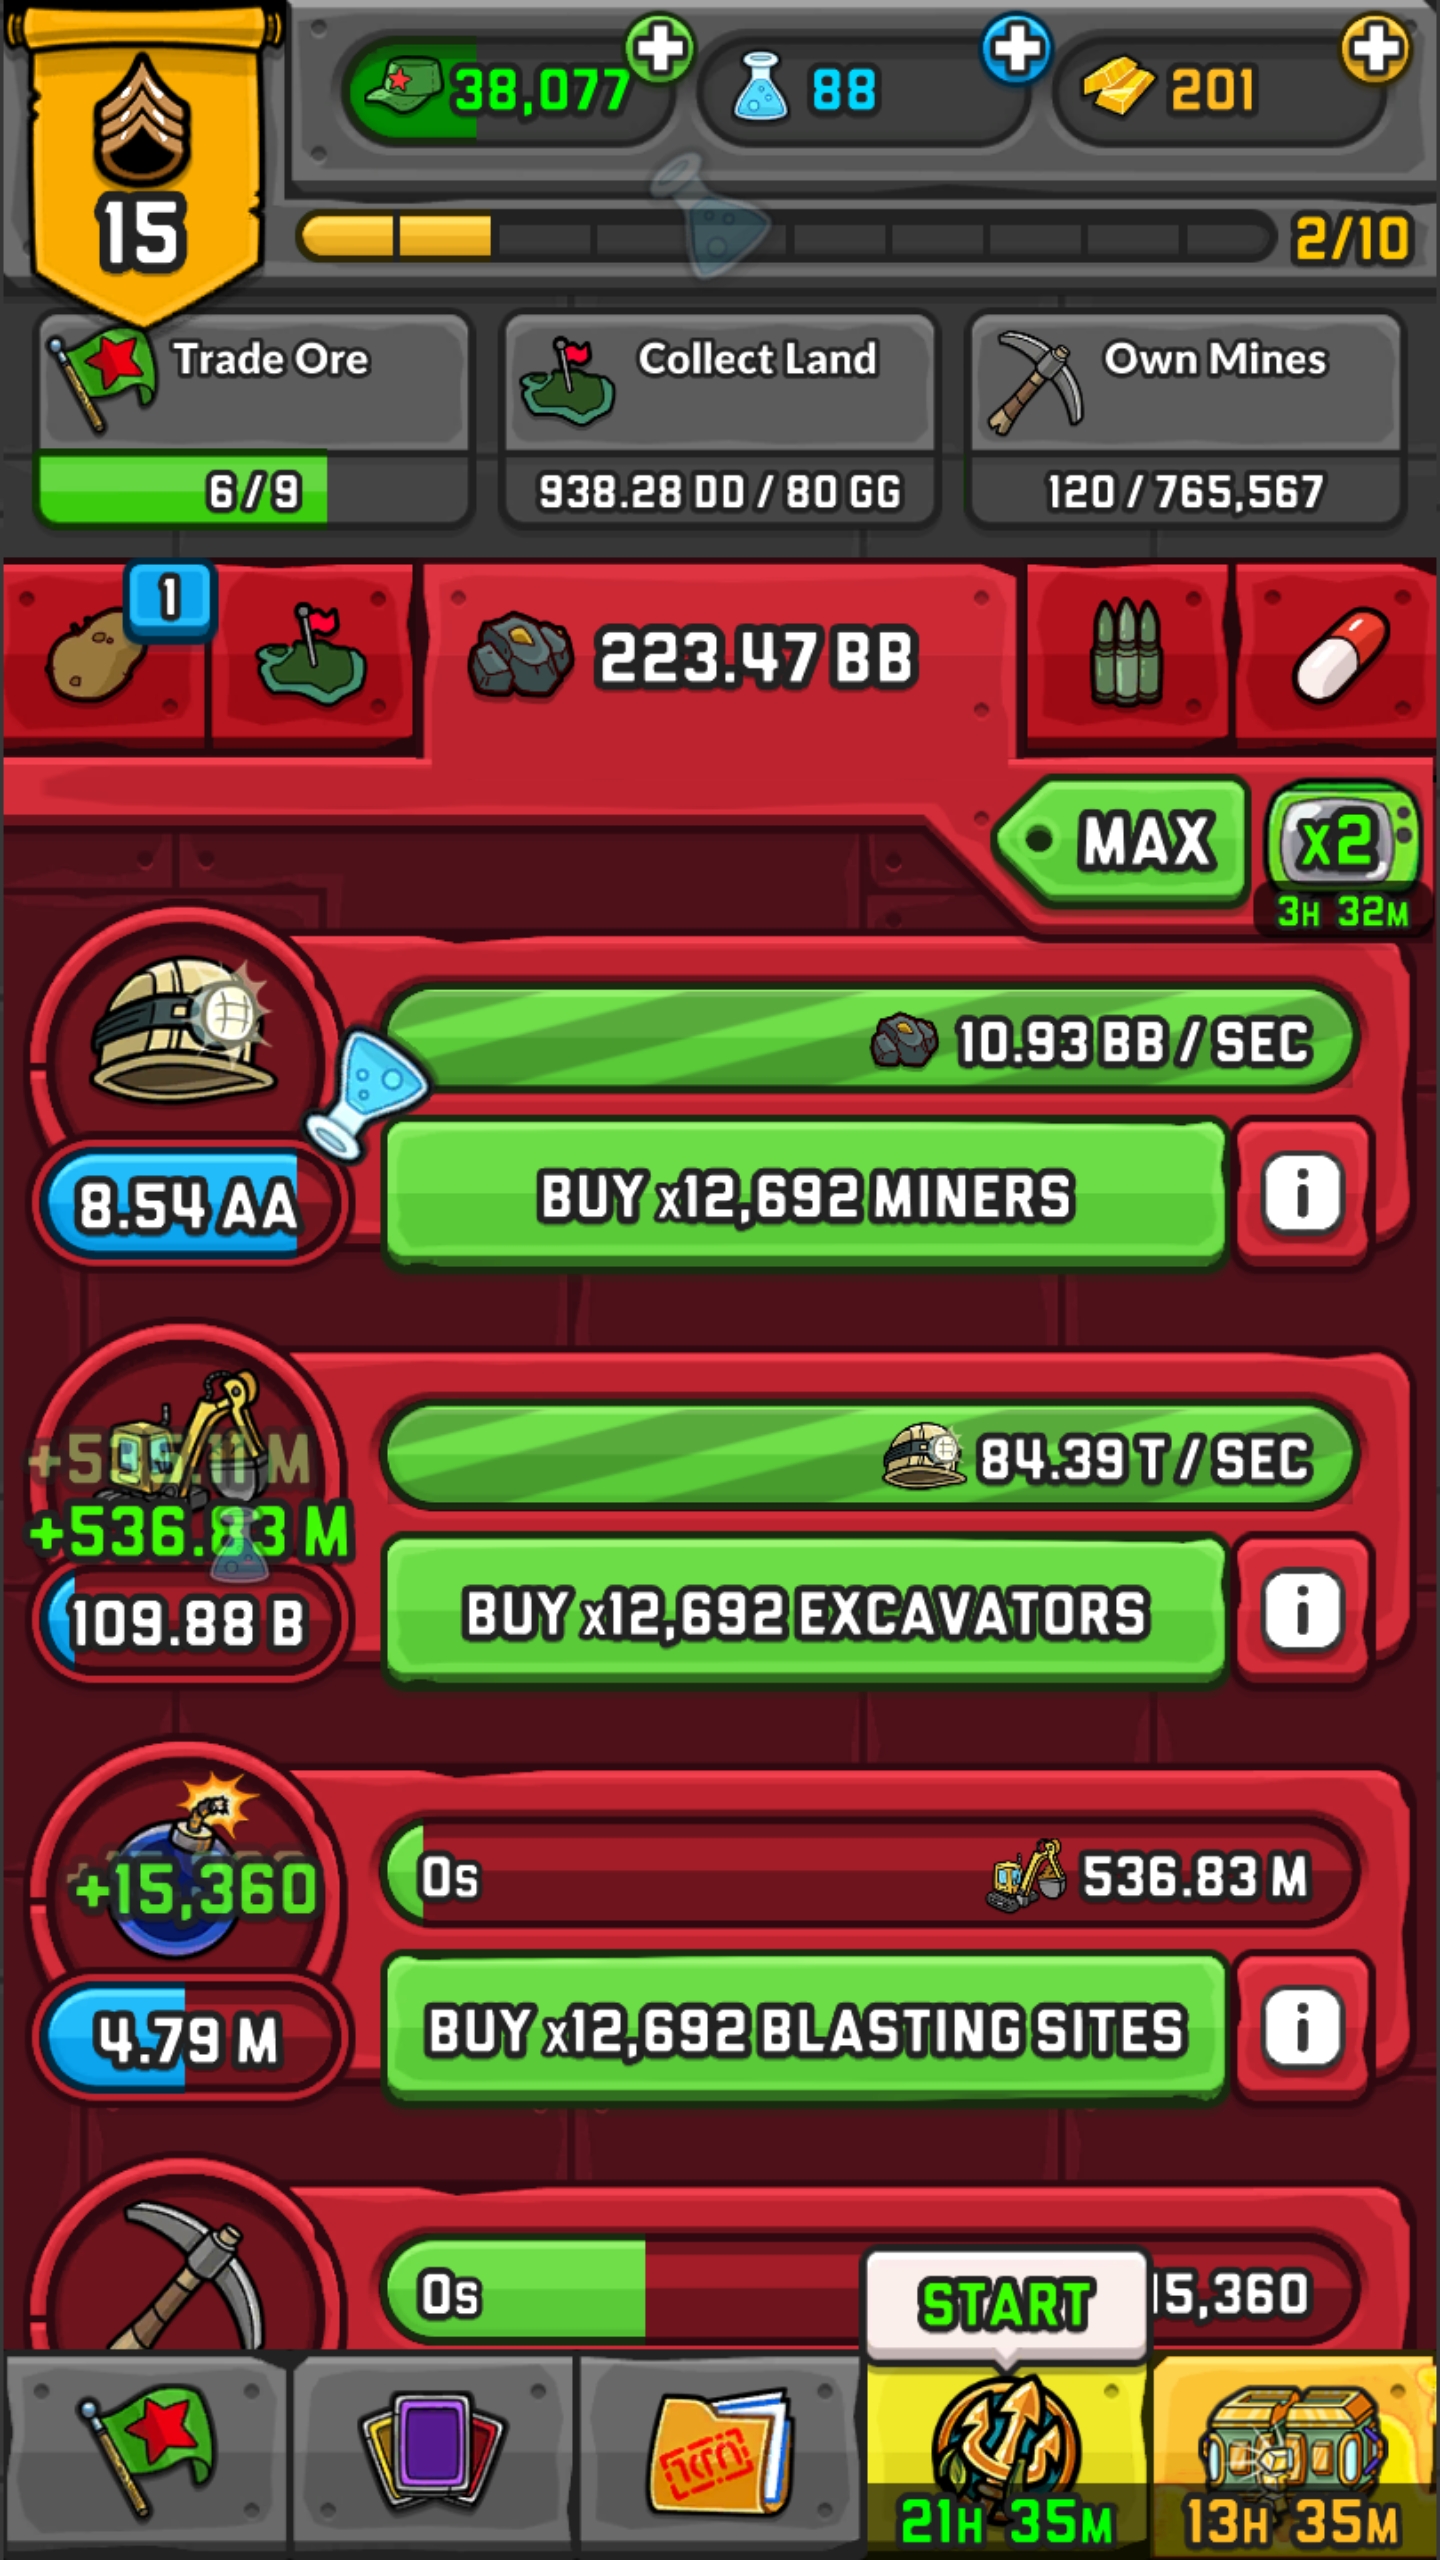 38,077
88
201
15
2/10
Trade Ore
Collect Land
Own Mines
6/9
938.28 DD / 80 GG
120 / 765,567
1
223.47 BB
MAX
x2
3H 32M
10.93 BB / SEC
8.54 AA
BUY x12,692 MINERS
i
84.39 T / SEC
+536.83 M
109.88 B
BUY x12,692 EXCAVATORS
i
0s
536.83 M
+15,360
4.79 M
BUY x12,692 BLASTING SITES
i
0s
15,360
START
21H 35M
13H 35M